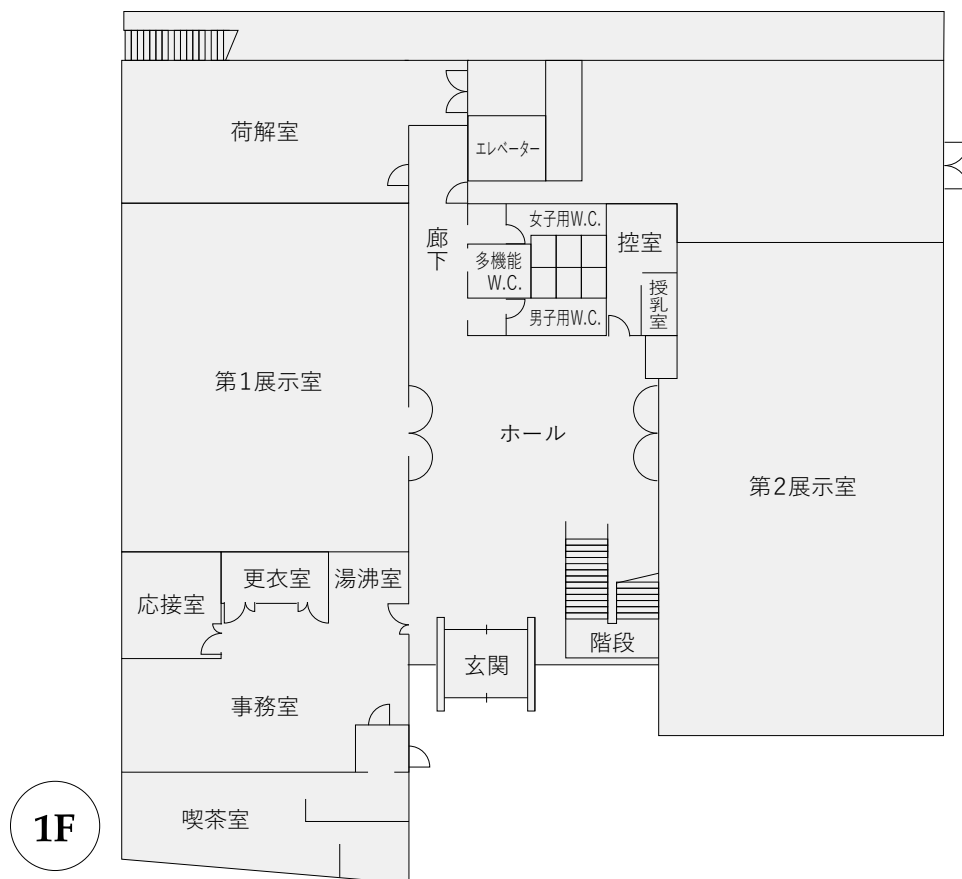 荷解室
エレベーター
廊下
女子用W.C.
多機能
W.C.
男子用W.C.
控室
授乳室
第1展示室
ホール
第2展示室
応接室
更衣室
湯沸室
階段
玄関
事務室
喫茶室
1F